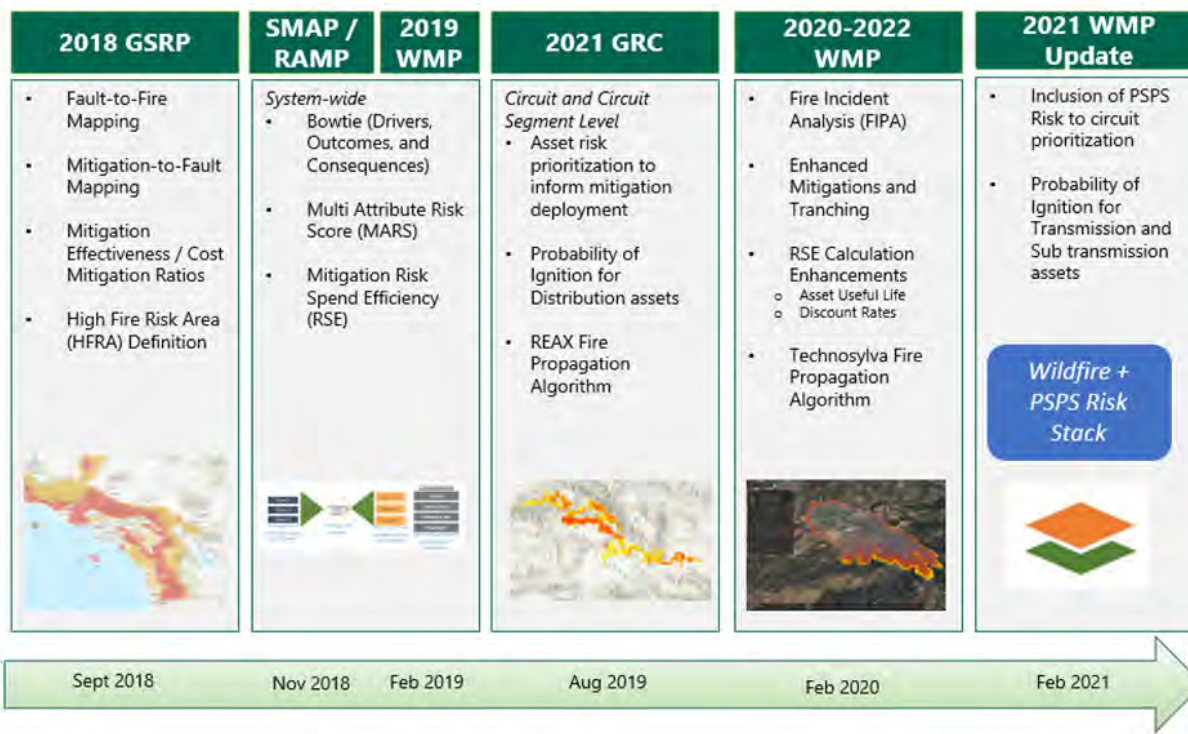 2018 GSRP
• Fault-to-Fire
Mapping
• Mitigation-to-Fault
Mapping
• Mitigation
Effectiveness / Cost
Mitigation Ratios
• High Fire Risk Area
(HFRA) Definition
SMAP /
RAMP
2019
WMP
System-wide
• Bowtie (Drivers,
Outcomes, and
Consequences)
• Multi Attribute Risk
Score (MARS)
• Mitigation Risk
Spend Efficiency
(RSE)
2021 GRC
Circuit and Circuit
Segment Level
• Asset risk
prioritization to
inform mitigation
deployment
• Probability of
Ignition for
Distribution assets
• REAX Fire
Propagation
Algorithm
2020-2022
WMP
• Fire Incident
Analysis (FIPA)
• Enhanced
Mitigations and
Tranching
• RSE Calculation
Enhancements
o Asset Useful Life
o Discount Rates
• Technosylva Fire
Propagation
Algorithm
2021 WMP
Update
• Inclusion of PSPS
Risk to circuit
prioritization
• Probability of
Ignition for
Transmission and
Sub transmission
assets
Wildfire +
PSPS Risk
Stack
Sept 2018
Nov 2018
Feb 2019
Aug 2019
Feb 2020
Feb 2021